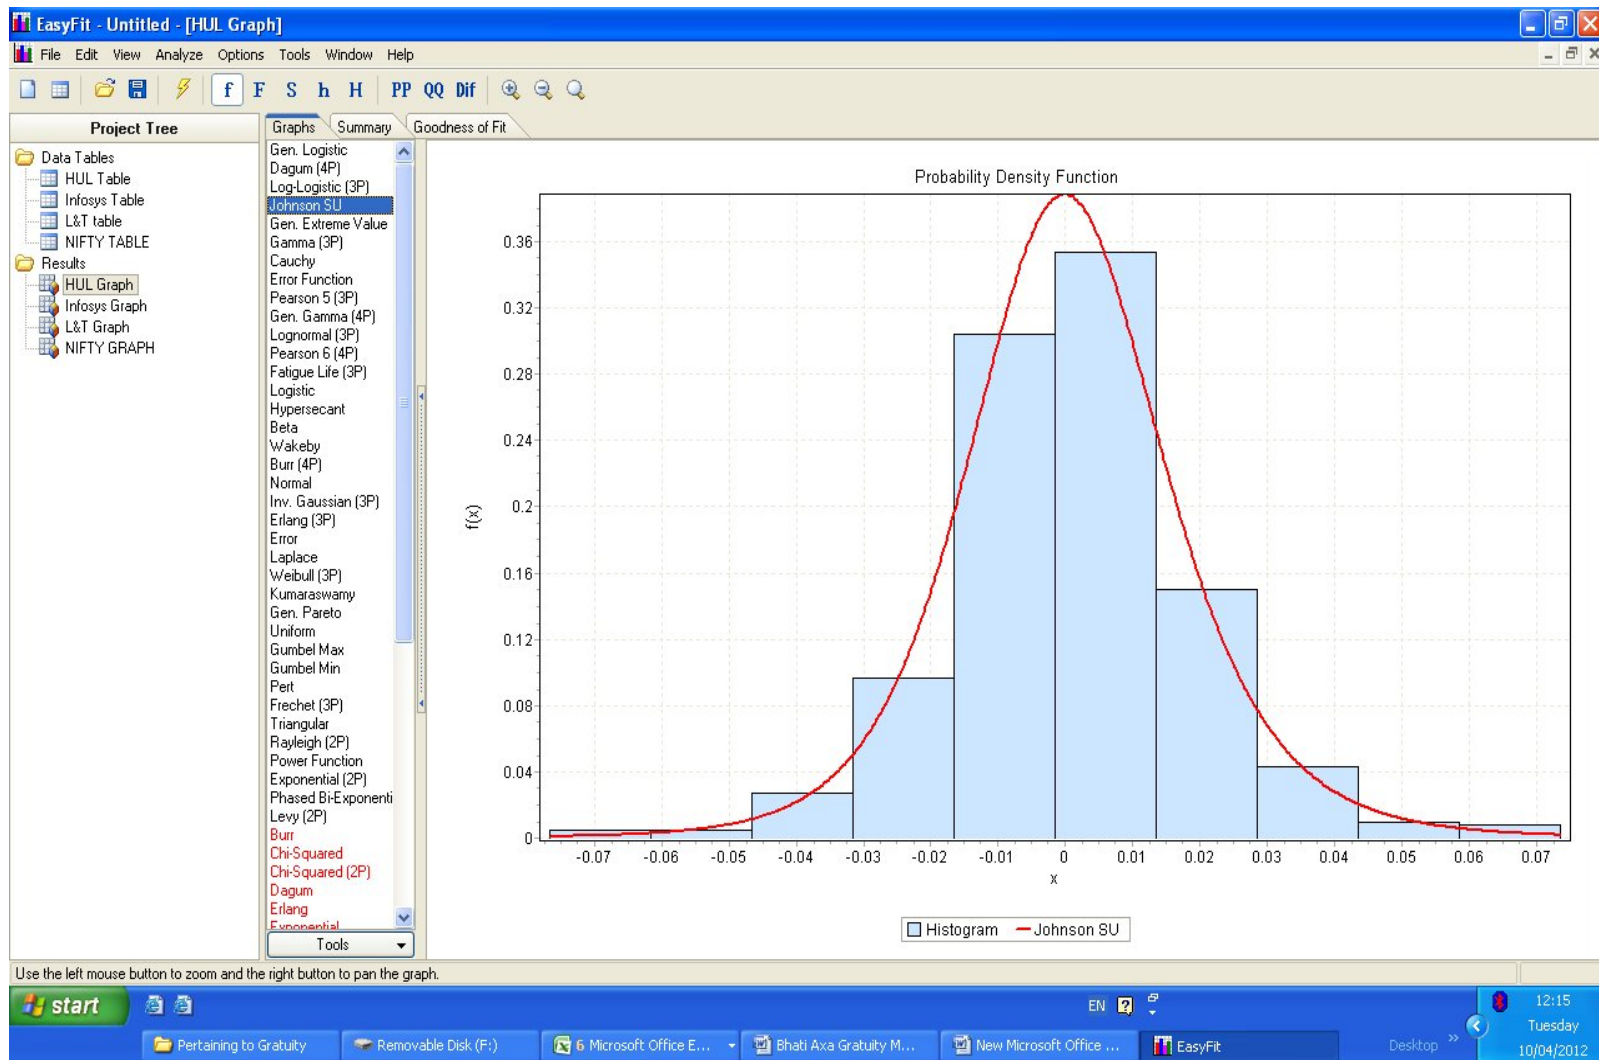 EasyFit - Untitled - [HUL Graph]
File Edit View Analyze Options Tools Window Help
f F S h H PP QQ Dif
Project Tree
Data Tables
HUL Table
Infosys Table
L&T table
NIFTY TABLE
Results
HUL Graph
Infosys Graph
L&T Graph
NIFTY GRAPH
Graphs Summary Goodness of Fit
Gen. Logistic
Dagum (4P)
Log-Logistic (3P)
Johnson SU
Gen. Extreme Value
Gamma (3P)
Cauchy
Error Function
Pearson 5 (3P)
Gen. Gamma (4P)
Lognormal (3P)
Pearson 6 (4P)
Fatigue Life (3P)
Logistic
Hypersecant
Beta
Wakeby
Burr (4P)
Normal
Inv. Gaussian (3P)
Erlang (3P)
Error
Laplace
Weibull (3P)
Kumaraswamy
Gen. Pareto
Uniform
Gumbel Max
Gumbel Min
Pert
Frechet (3P)
Triangular
Rayleigh (2P)
Power Function
Exponential (2P)
Phased Bi-Exponenti
Levy (2P)
Burr
Chi-Squared
Chi-Squared (2P)
Dagum
Erlang
Exponential
Tools
Probability Density Function
f(x)
0.36
0.32
0.28
0.24
0.2
0.16
0.12
0.08
0.04
0
-0.07 -0.06 -0.05 -0.04 -0.03 -0.02 -0.01 0 0.01 0.02 0.03 0.04 0.05 0.06 0.07
x
Histogram Johnson SU
Use the left mouse button to zoom and the right button to pan the graph.
start EN ? 12:15
Tuesday
Pertaining to Gratuity Removable Disk (F:) 6 Microsoft Office E... Bhati Axa Gratuity M... New Microsoft Office ... EasyFit Desktop »
10/04/2012